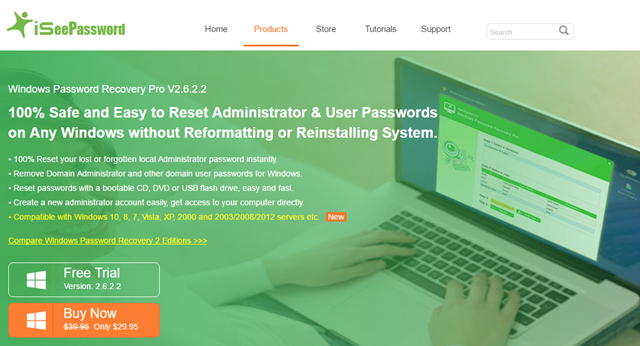 iSeePassword
Home Products Store Tutorials Support
Search
Windows Password Recovery Pro V2.6.2.2
100% Safe and Easy to Reset Administrator & User Passwords
on Any Windows without Reformatting or Reinstalling System.
• 100% Reset your lost or forgotten local Administrator password instantly.
• Remove Domain Administrator and other domain user passwords for Windows.
• Reset passwords with a bootable CD, DVD or USB flash drive, easy and fast.
• Create a new administrator account easily, get access to your computer directly.
• Compatible with Windows 10, 8, 7, Vista, XP, 2000 and 2003/2008/2012 servers etc. New
Compare Windows Password Recovery 2 Editions >>>
Free Trial
Version: 2.6.2.2
Buy Now
$39.95 Only $29.95